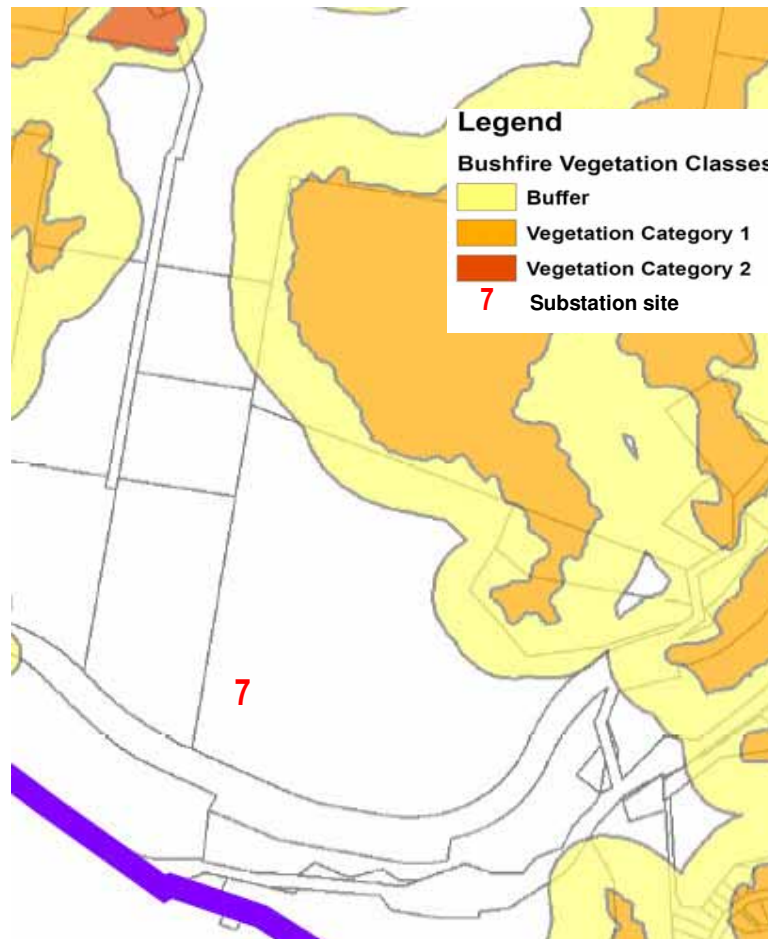 Legend
Bushfire Vegetation Classes
Buffer
Vegetation Category 1
Vegetation Category 2
7 Substation site
7